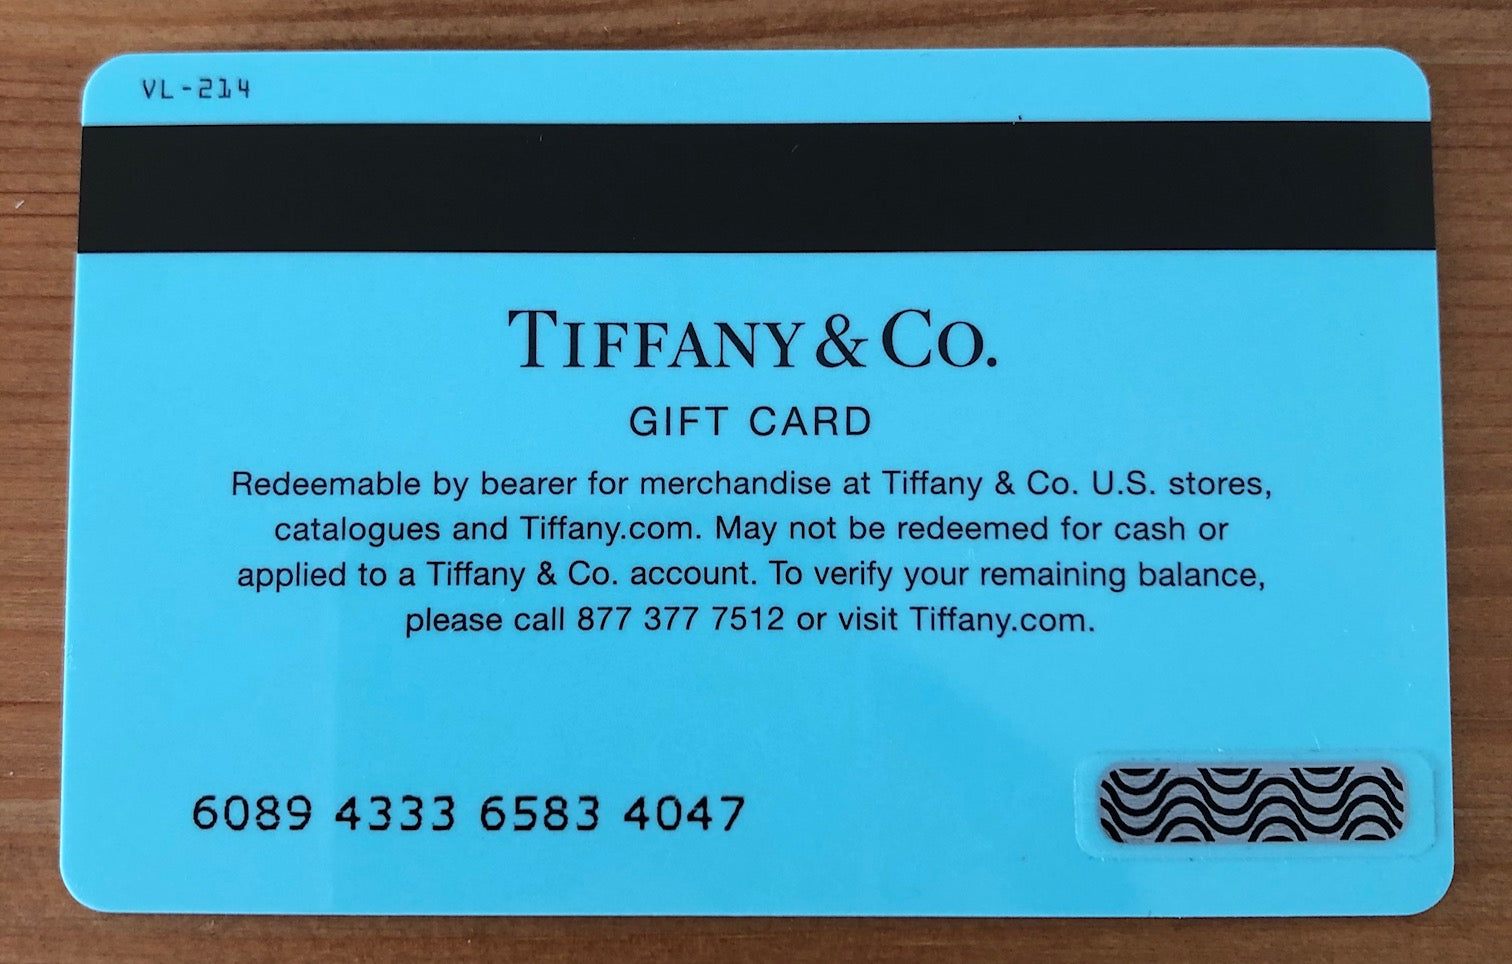 VL-214
TIFFANY & CO.
GIFT CARD
Redeemable by bearer for merchandise at Tiffany & Co. U.S. stores,
catalogues and Tiffany.com. May not be redeemed for cash or
applied to a Tiffany & Co. account. To verify your remaining balance,
please call 877 377 7512 or visit Tiffany.com.
6089 4333 6583 4047